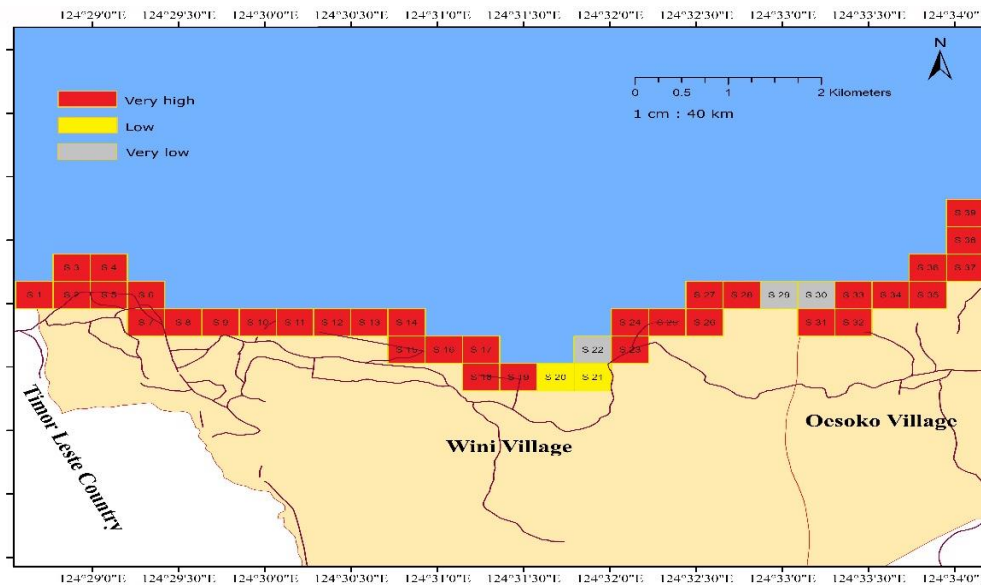 124°29'0"E 124°29'30"E 124°30'0"E 124°30'30"E 124°31'0"E 124°31'30"E 124°32'0"E 124°32'30"E 124°33'0"E 124°33'30"E 124°34'0"
N
Very high
Low
Very low
0 0.5 1 2 Kilometers
1 cm : 40 km
S 39
S 38
S 3 S 4 S 36 S 37
S 1 S 2 S 5 S 6 S 27 S 28 S 29 S 30 S 33 S 34 S 35
S 7 S 8 S 9 S 10 S 11 S 12 S 13 S 14 S 24 S 25 S 26 S 31 S 32
S 15 S 16 S 17 S 22 S 23
S 18 S 19 S 20 S 21
Timor Leste Country
Wini Village
Oesoko Village
124°29'0"E 124°29'30"E 124°30'0"E 124°30'30"E 124°31'0"E 124°31'30"E 124°32'0"E 124°32'30"E 124°33'0"E 124°33'30"E 124°34'0"